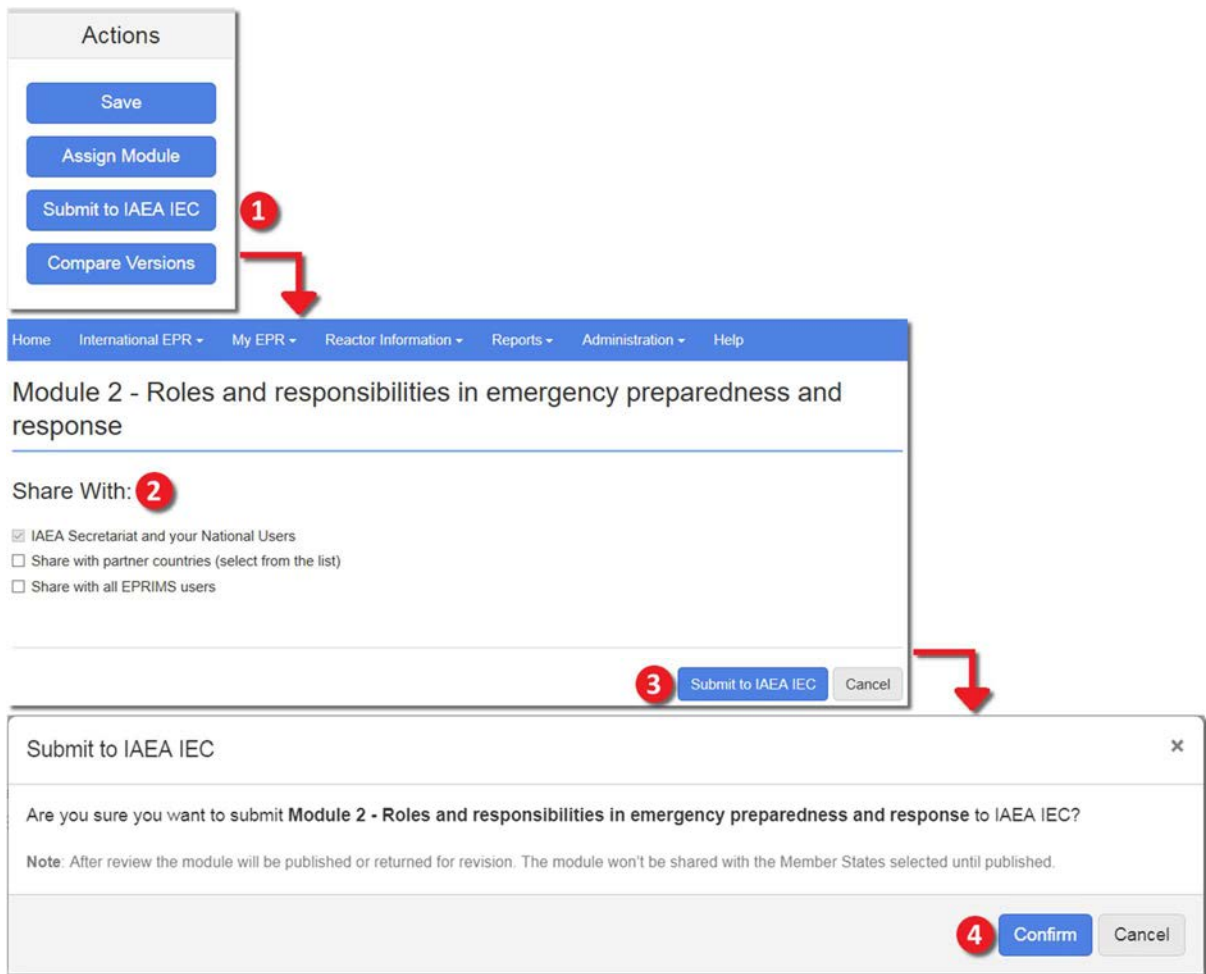 Actions
Save
Assign Module
Submit to IAEA IEC
1
Compare Versions
Home International EPR My EPR Reactor Information Reports Administration Help
Module 2 - Roles and responsibilities in emergency preparedness and
response
Share With: 2
IAEA Secretariat and your National Users
Share with partner countries (select from the list)
Share with all EPRIMS users
3 Submit to IAEA IEC Cancel
Submit to IAEA IEC ×
Are you sure you want to submit Module 2 - Roles and responsibilities in emergency preparedness and response to IAEA IEC?
Note: After review the module will be published or returned for revision. The module won't be shared with the Member States selected until published.
4 Confirm Cancel